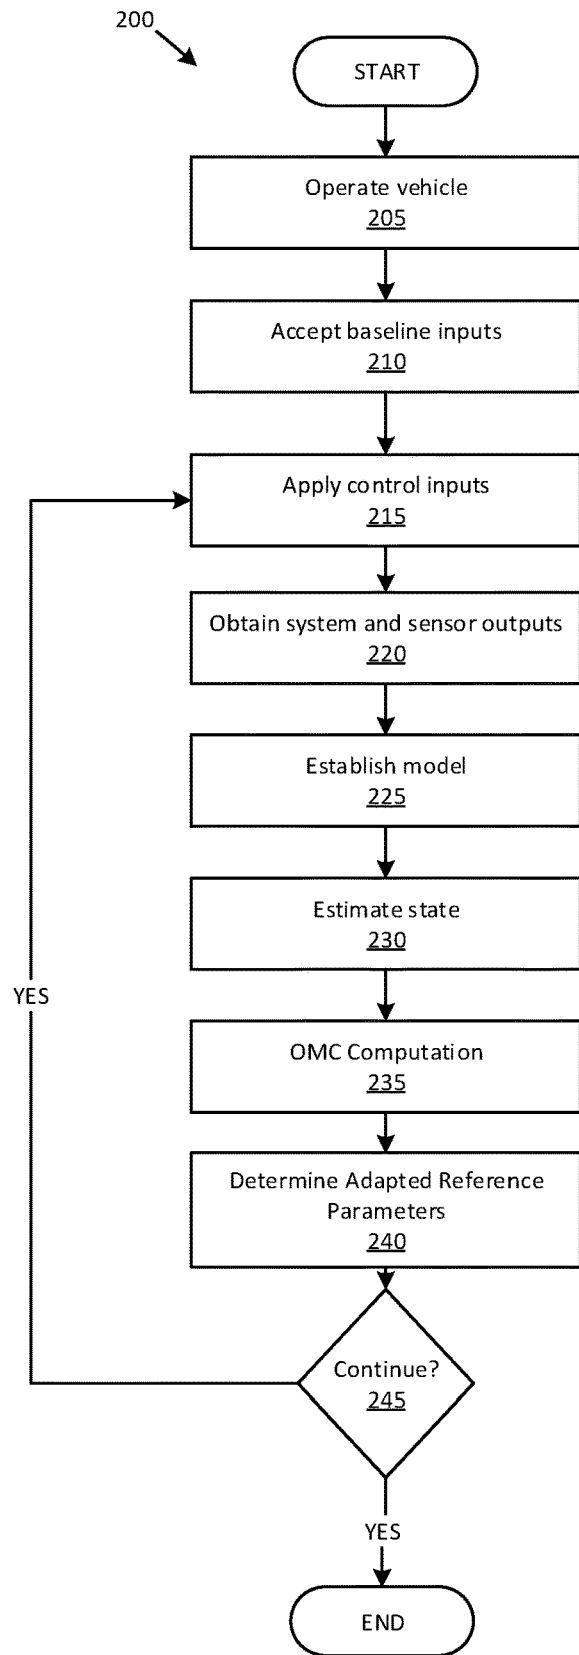 200
START
Operate vehicle
205
Accept baseline inputs
210
Apply control inputs
215
Obtain system and sensor outputs
220
Establish model
225
Estimate state
230
YES
OMC Computation
235
Determine Adapted Reference
Parameters
240
Continue?
245
YES
END